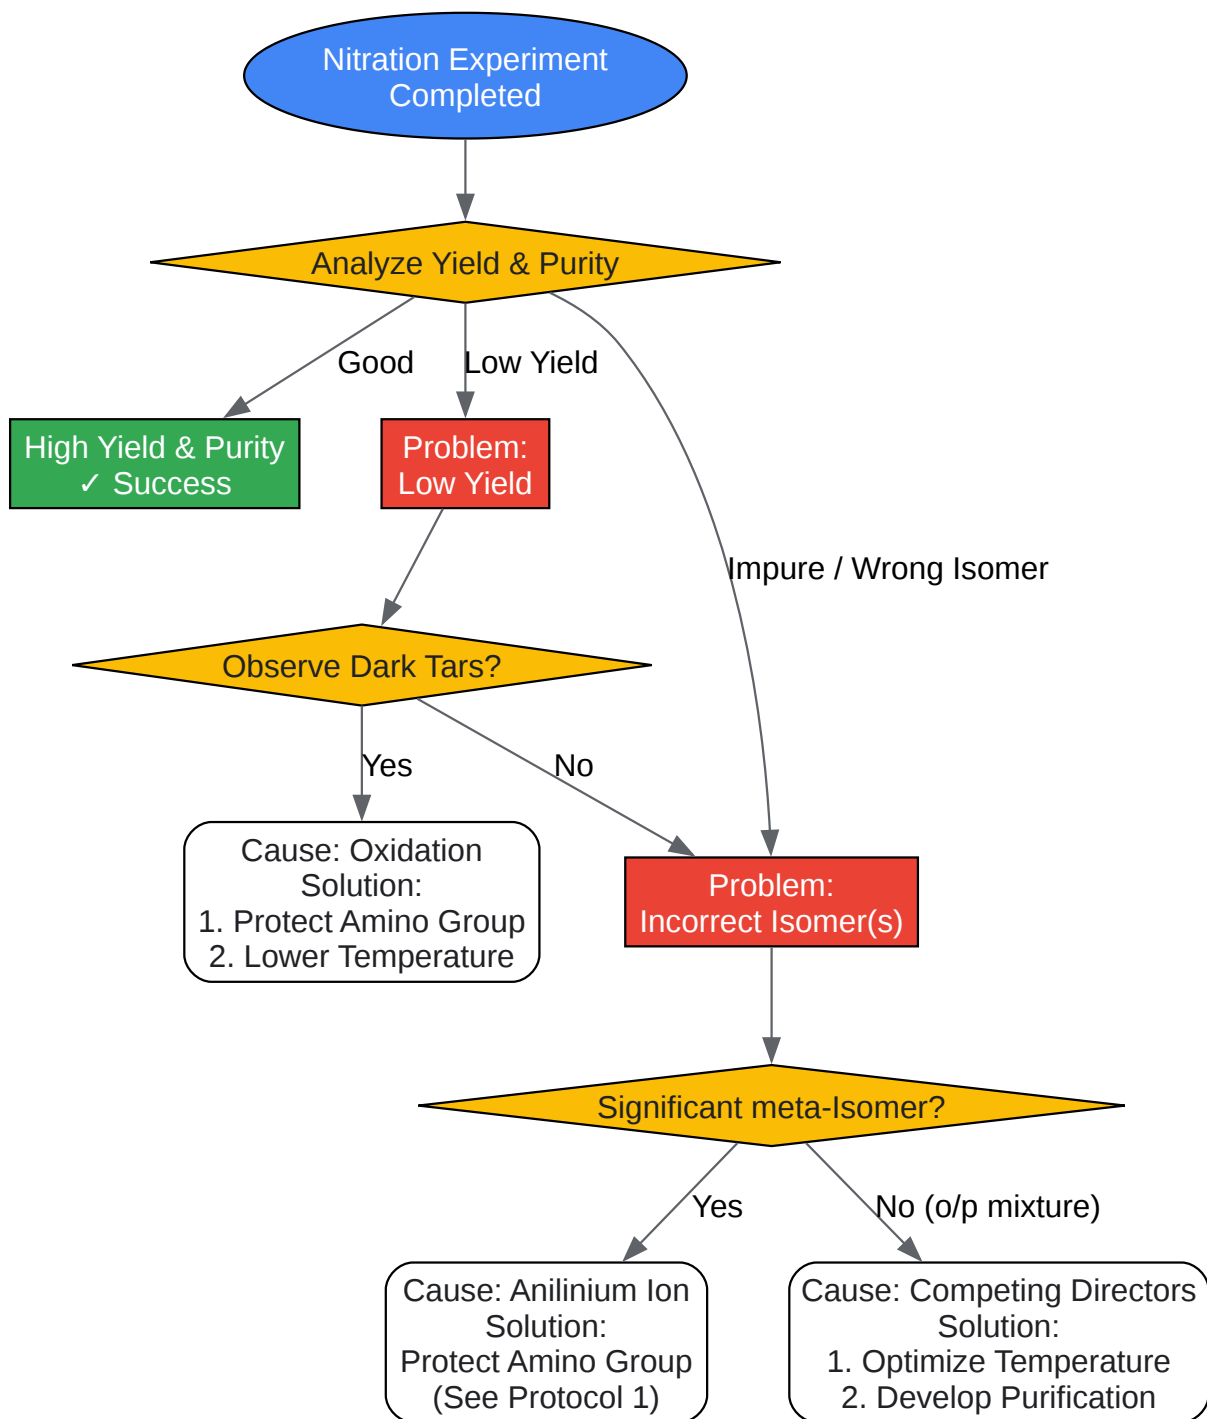 Nitration Experiment
Completed
Analyze Yield & Purity
Good
Low Yield
High Yield & Purity
✓ Success
Problem:
Low Yield
Impure / Wrong Isomer
Observe Dark Tars?
Yes
No
Cause: Oxidation
Solution:
1. Protect Amino Group
2. Lower Temperature
Problem:
Incorrect Isomer(s)
Significant meta-Isomer?
Yes
No (o/p mixture)
Cause: Anilinium Ion
Solution:
Protect Amino Group
(See Protocol 1)
Cause: Competing Directors
Solution:
1. Optimize Temperature
2. Develop Purification